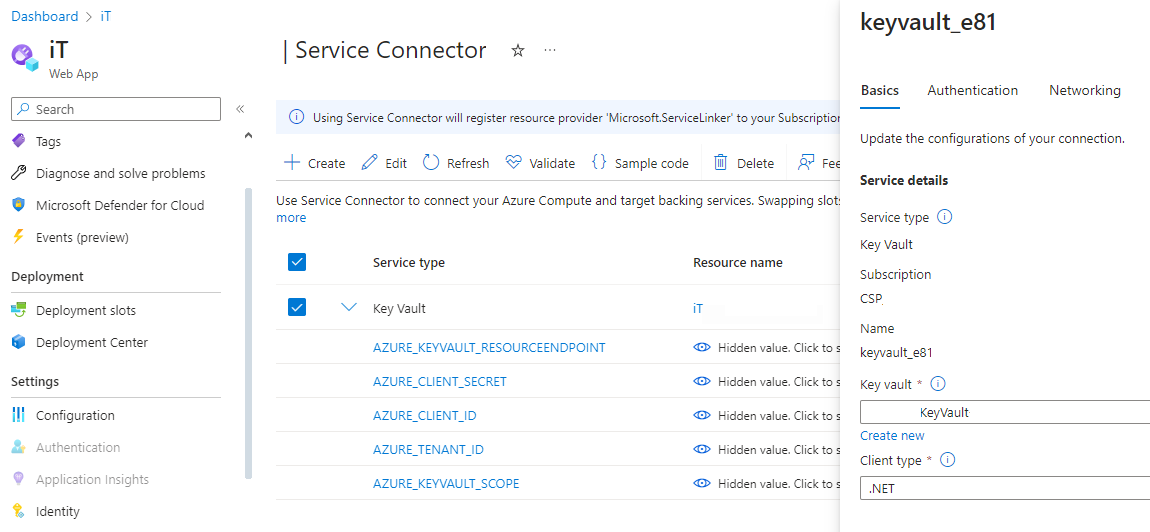 Dashboard > iT
iT
Web App
Search
«
Tags
Diagnose and solve problems
Microsoft Defender for Cloud
Events (preview)
Deployment
Deployment slots
Deployment Center
Settings
Configuration
Authentication
Application Insights
Identity
| Service Connector
...
Using Service Connector will register resource provider 'Microsoft.ServiceLinker' to your Subscription
Create Edit Refresh Validate Sample code Delete Fee
Use Service Connector to connect your Azure Compute and target backing services. Swapping slots
more
Service type Resource name
Key Vault iT
AZURE_KEYVAULT_RESOURCEENDPOINT Hidden value. Click to s
AZURE_CLIENT_SECRET Hidden value. Click to s
AZURE_CLIENT_ID Hidden value. Click to s
AZURE_TENANT_ID Hidden value. Click to s
AZURE_KEYVAULT_SCOPE Hidden value. Click to s
keyvault_e81
Basics Authentication Networking
Update the configurations of your connection.
Service details
Service type
Key Vault
Subscription
CSP
Name
keyvault_e81
Key vault *
KeyVault
Create new
Client type *
.NET